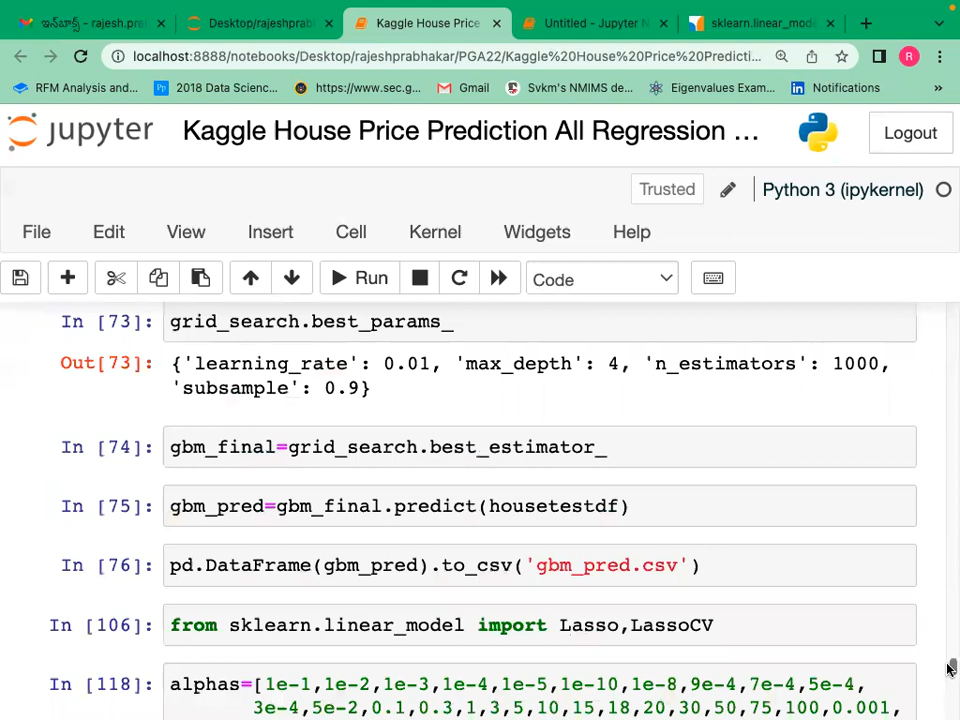 ఇన్‌బాక్స్ - rajesh.pral
Desktop/rajeshprabl
Kaggle House Price
Untitled - Jupyter N
sklearn.linear_mode
localhost:8888/notebooks/Desktop/rajeshprabhakar/PGA22/Kaggle%20House%20Price%20Predicti...
R
RFM Analysis and...
2018 Data Scienc...
https://www.sec.g...
Gmail
Svkm's NMIMS de...
Eigenvalues Exam...
Notifications
»
jupyter
Kaggle House Price Prediction All Regression ...
Logout
Trusted
Python 3 (ipykernel)
File Edit View Insert Cell Kernel Widgets Help
Run
Code
In [73]: grid_search.best_params_
Out[73]: {'learning_rate': 0.01, 'max_depth': 4, 'n_estimators': 1000,
'subsample': 0.9}
In [74]: gbm_final=grid_search.best_estimator_
In [75]: gbm_pred=gbm_final.predict(housetestdf)
In [76]: pd.DataFrame(gbm_pred).to_csv('gbm_pred.csv')
In [106]: from sklearn.linear_model import Lasso,LassoCV
In [118]: alphas=[1e-1,1e-2,1e-3,1e-4,1e-5,1e-10,1e-8,9e-4,7e-4,5e-4,
3e-4,5e-2,0.1,0.3,1,3,5,10,15,18,20,30,50,75,100,0.001,